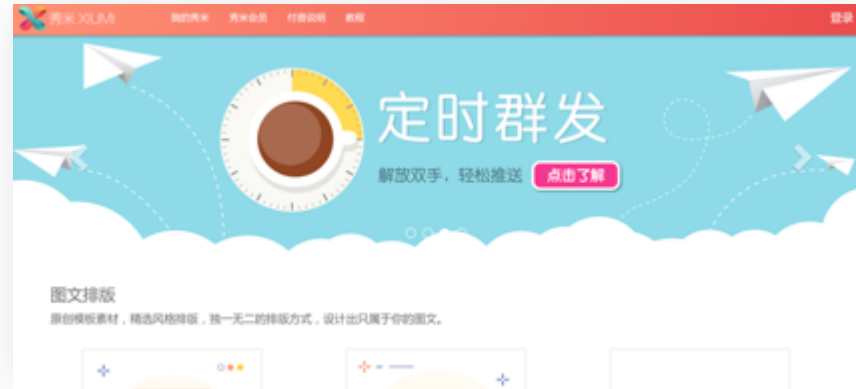 秀米 XIUMI 我的秀米 秀米会员 付费说明 教程 登录
定时群发
解放双手，轻松推送 点击了解
图文排版
原创模板素材，精选风格排版，独一无二的排版方式，设计出只属于你的图文。